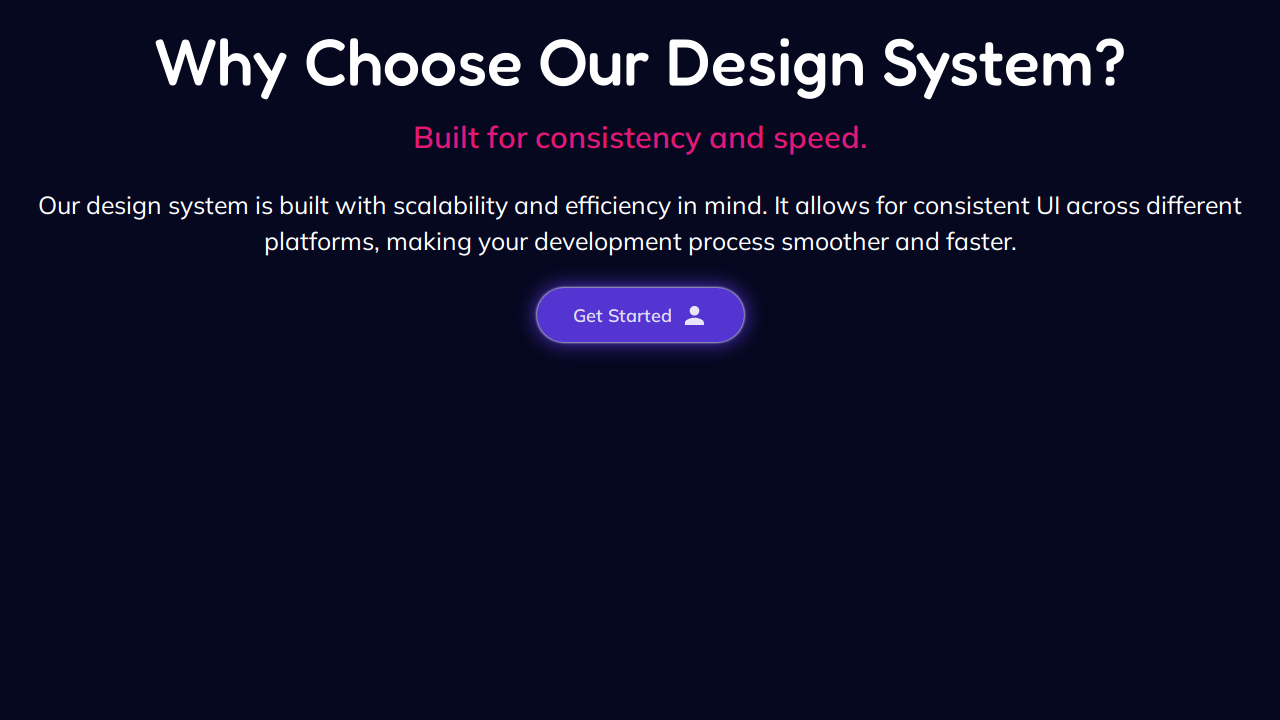 Why Choose Our Design System?
Built for consistency and speed.
Our design system is built with scalability and efficiency in mind. It allows for consistent UI across different
platforms, making your development process smoother and faster.
Get Started